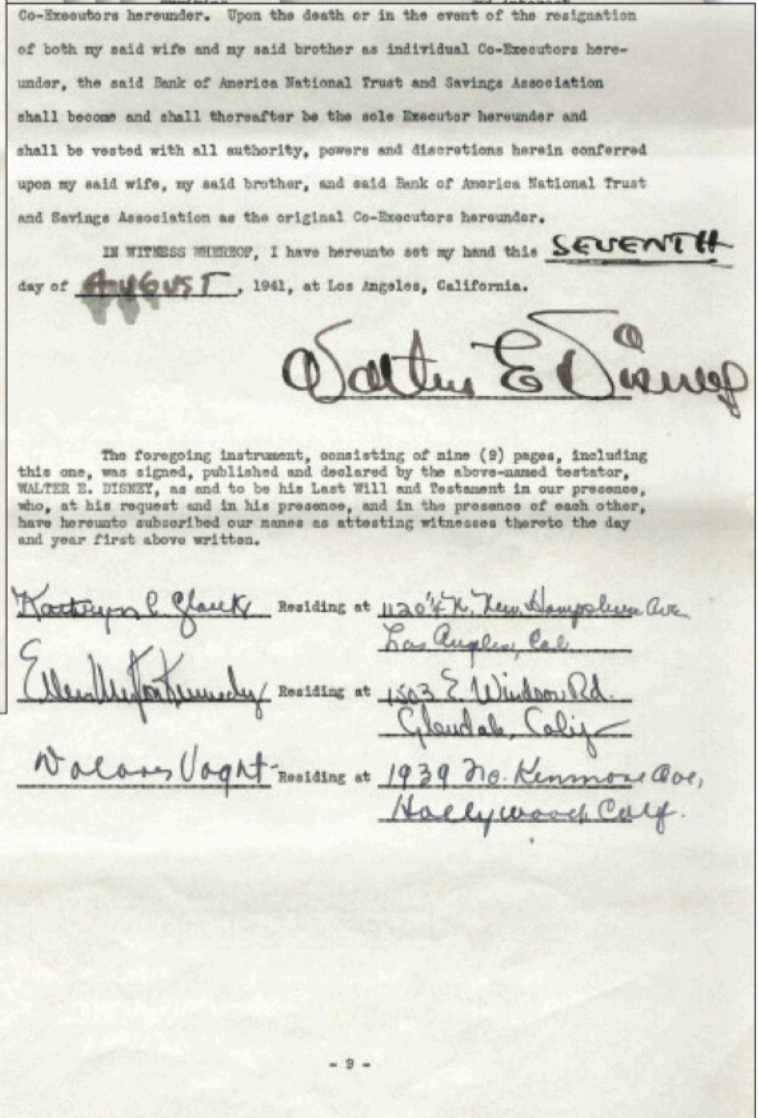 Co-Executors hereunder. Upon the death or in the event of the resignation
of both my said wife and my said brother as individual Co-Executors here-
under, the said Bank of America National Trust and Savings Association
shall become and shall thereafter be the sole Executor hereunder and
shall be vested with all authority, powers and discretions herein conferred
upon my said wife, my said brother, and said Bank of America National Trust
and Savings Association as the original Co-Executors hereunder.
IN WITNESS WHEREOF, I have hereunto set my hand this SEVENTH
day of AUGUST, 1941, at Los Angeles, California.
Walter E Disney
The foregoing instrument, consisting of nine (9) pages, including
this one, was signed, published and declared by the above-named testator,
WALTER E. DISNEY, as and to be his Last Will and Testament in our presence,
who, at his request and in his presence, and in the presence of each other,
have hereunto subscribed our names as attesting witnesses thereto the day
and year first above written.
Kathryn Residing at N. New Hampshire Ave
Los Angeles, Cal
Ellen Kennedy Residing at 1503 E. Windsor Rd.
Glendale, Calif
Voght Residing at 1939 No. Kenmore Ave,
Hollywood Calif.
- 9 -